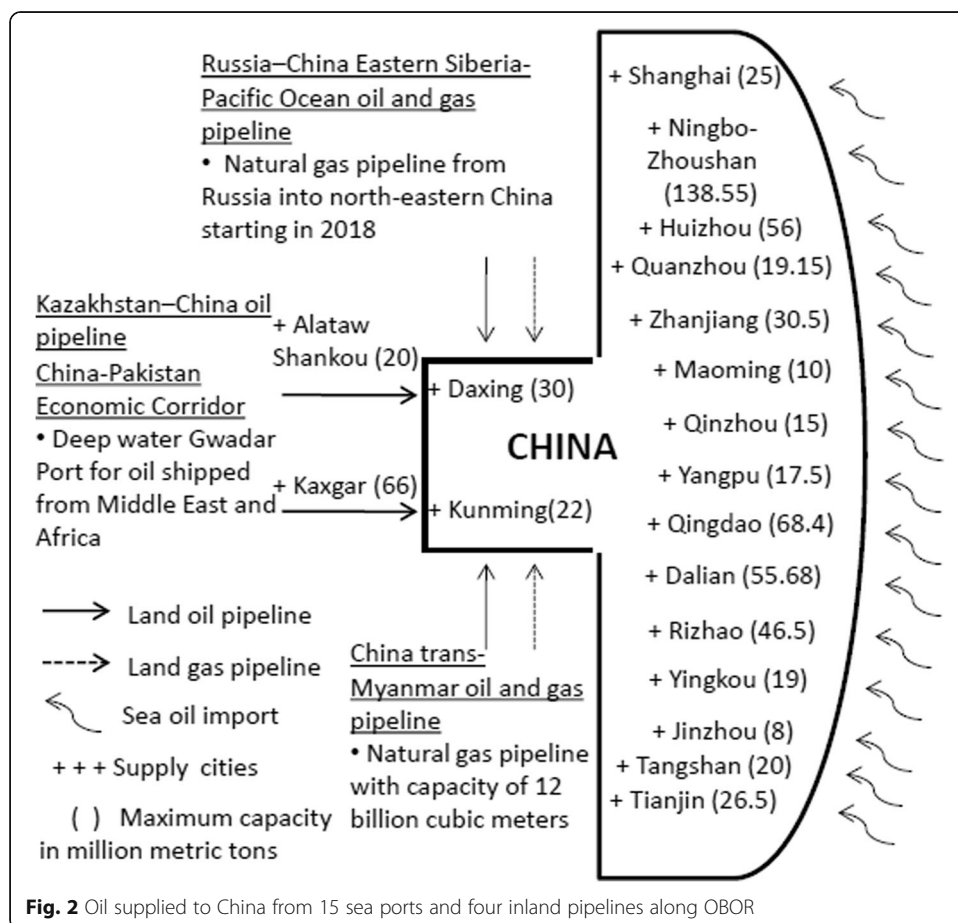 Russia–China Eastern Siberia-
Pacific Ocean oil and gas
pipeline
• Natural gas pipeline from
Russia into north-eastern China
starting in 2018
Kazakhstan–China oil
pipeline
China-Pakistan
Economic Corridor
• Deep water Gwadar
Port for oil shipped
from Middle East and
Africa
+ Alataw
Shankou (20)
+ Kaxgar (66)
+ Daxing (30)
CHINA
+ Kunming(22)
+ Shanghai (25)
+ Ningbo-
Zhoushan
(138.55)
+ Huizhou (56)
+ Quanzhou (19.15)
+ Zhanjiang (30.5)
+ Maoming (10)
+ Qinzhou (15)
+ Yangpu (17.5)
+ Qingdao (68.4)
+ Dalian (55.68)
+ Rizhao (46.5)
+ Yingkou (19)
+ Jinzhou (8)
+ Tangshan (20)
+ Tianjin (26.5)
Land oil pipeline
Land gas pipeline
Sea oil import
+ + + Supply cities
( ) Maximum capacity
in million metric tons
China trans-
Myanmar oil and gas
pipeline
• Natural gas pipeline
with capacity of 12
billion cubic meters
Fig. 2 Oil supplied to China from 15 sea ports and four inland pipelines along OBOR